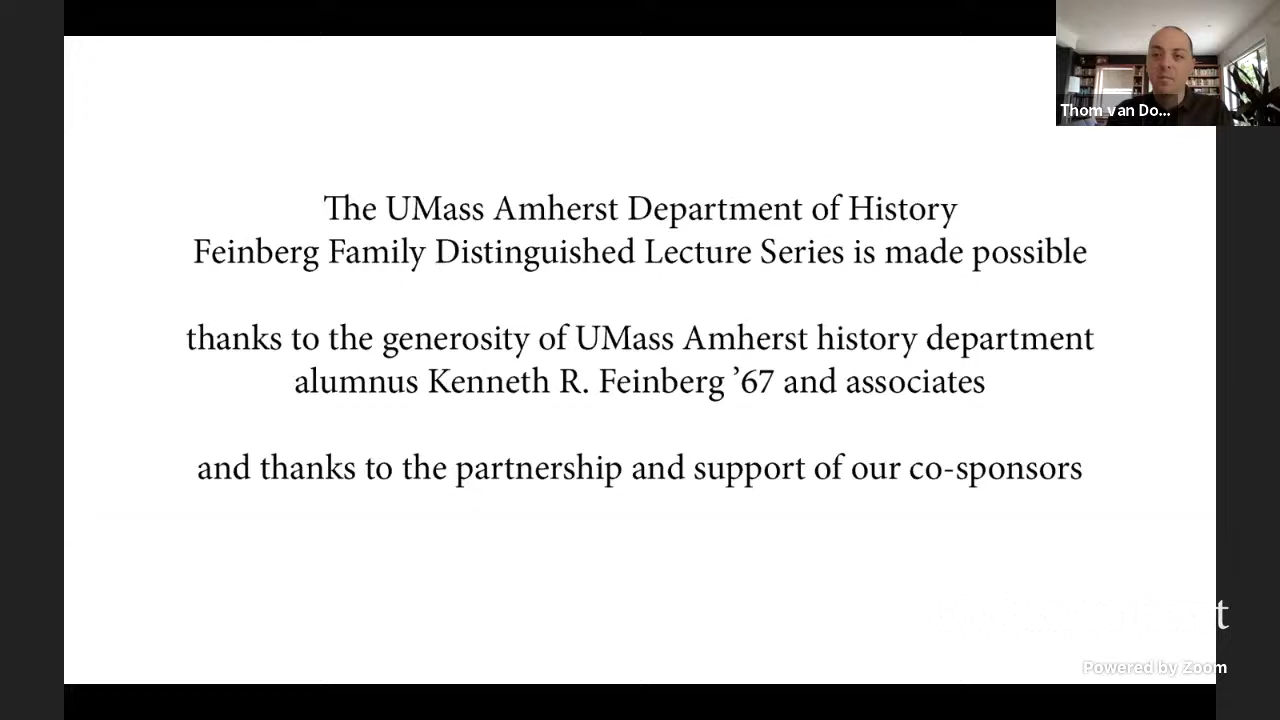 Thom van Do...
The UMass Amherst Department of History
Feinberg Family Distinguished Lecture Series is made possible
thanks to the generosity of UMass Amherst history department
alumnus Kenneth R. Feinberg ’67 and associates
and thanks to the partnership and support of our co-sponsors
Powered by Zoom